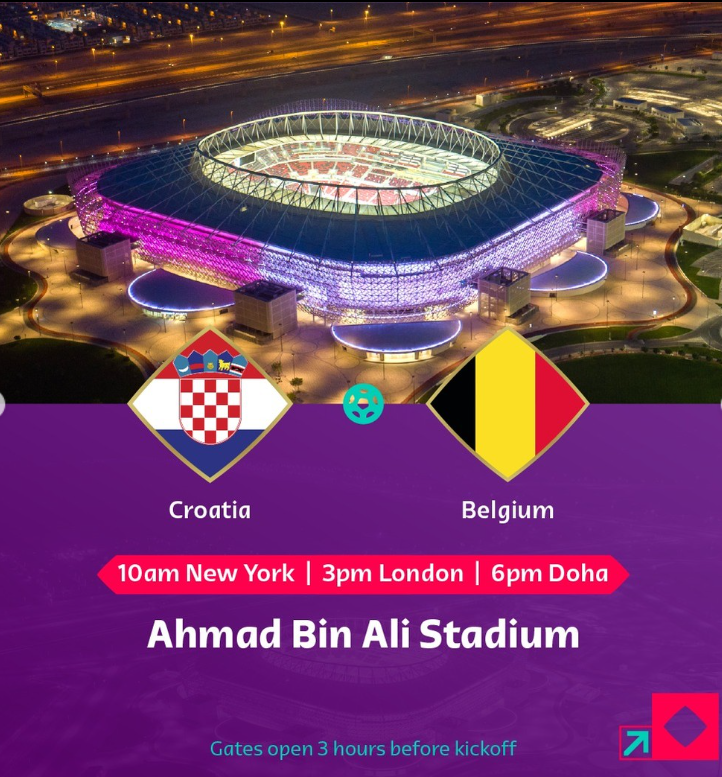 Croatia
Belgium
10am New York | 3pm London | 6pm Doha
Ahmad Bin Ali Stadium
Gates open 3 hours before kickoff